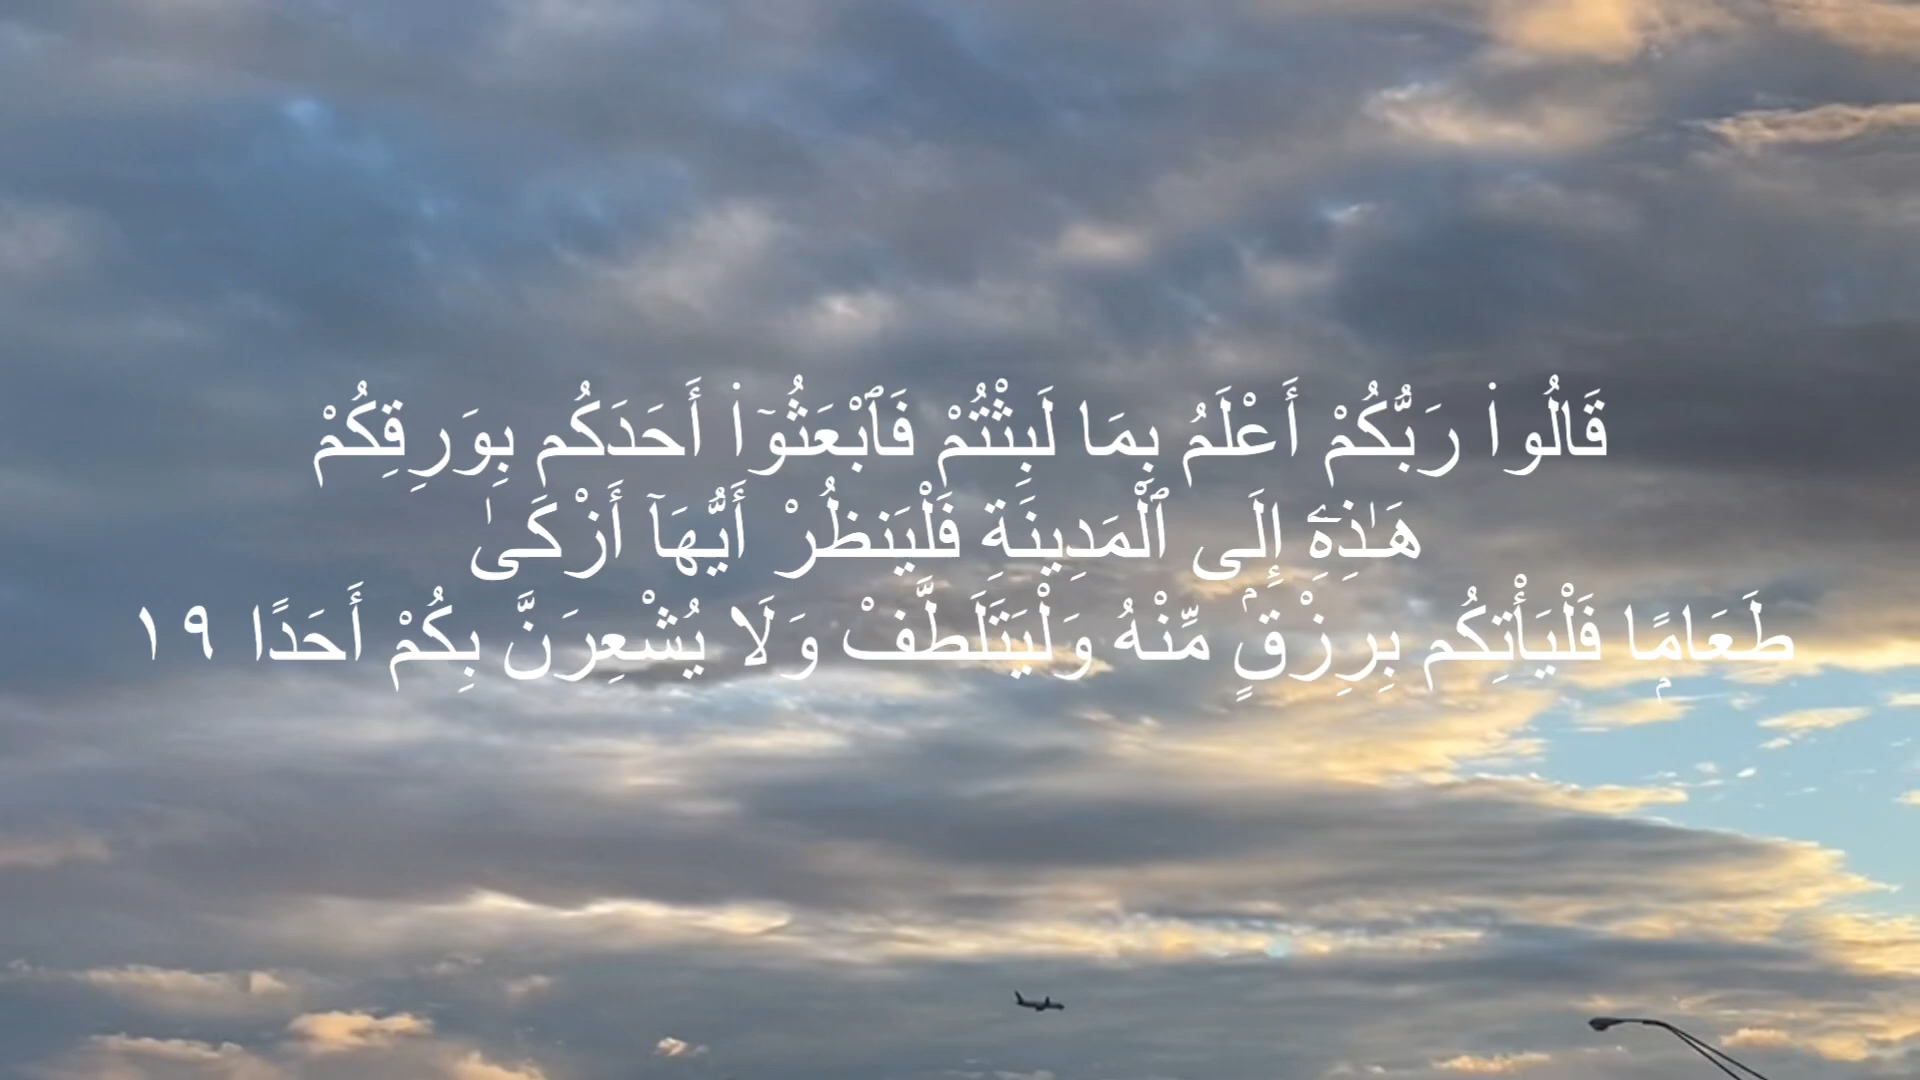 قَالُوا۟ رَبُّكُمْ أَعْلَمُ بِمَا لَبِثْتُمْ فَٱبْعَثُوٓا۟ أَحَدَكُم بِوَرِقِكُمْ
هَـٰذِهِۦٓ إِلَى ٱلْمَدِينَةِ فَلْيَنظُرْ أَيُّهَآ أَزْكَىٰ
طَعَامًۭا فَلْيَأْتِكُم بِرِزْقٍۢ مِّنْهُ وَلْيَتَلَطَّفْ وَلَا يُشْعِرَنَّ بِكُمْ أَحَدًا ١٩